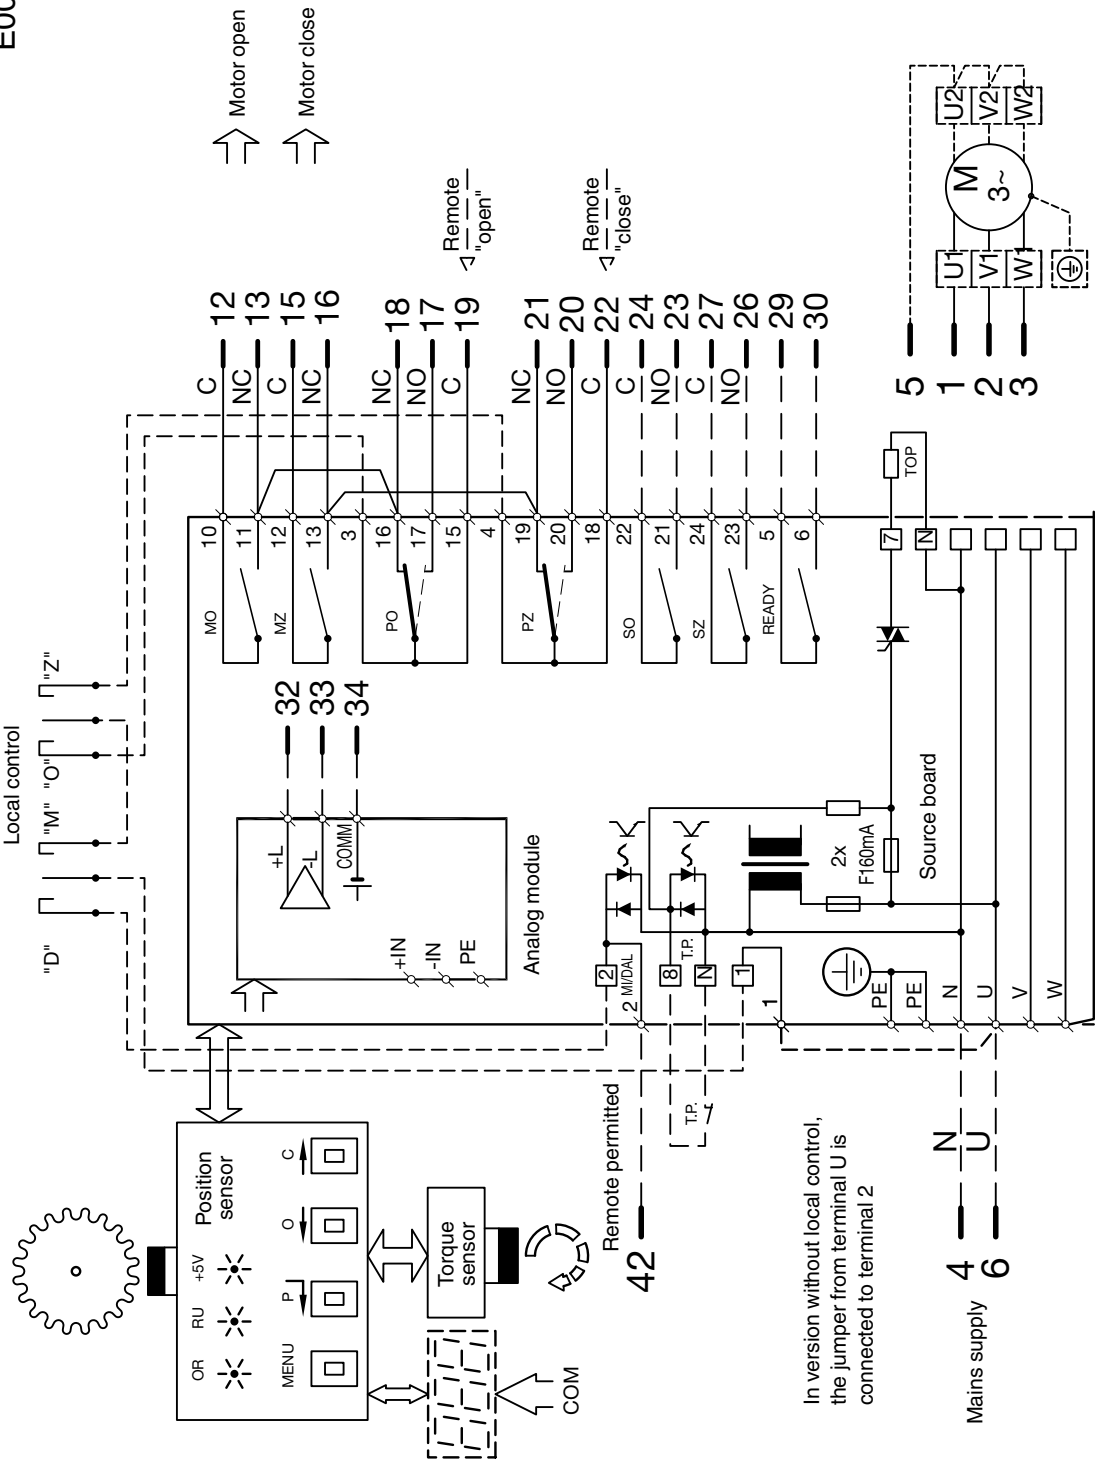 E00
Motor open
Motor close
Remote
"open"
Remote
"close"
Local control
"D"
"M"
"O"
"Z"
12
13
15
16
18
17
19
21
20
22
24
23
27
26
29
30
C
NC
C
NC
NC
NO
C
NC
NO
C
C
NO
C
NO
10
11
12
13
3
16
17
15
4
19
20
18
22
21
24
23
5
6
MO
MZ
PO
PZ
SO
SZ
READY
32
33
34
+L
-L
COMM
+IN
-IN
PE
Analog module
Position
sensor
OR
RU
+5V
MENU
P
O
C
Torque
sensor
COM
Remote permitted
42
2
2 MI/DAL
8
T.P.
N
1
1
T.P.
2x
F160mA
Source board
7
N
TOP
PE
PE
N
U
V
W
In version without local control,
the jumper from terminal U is
connected to terminal 2
Mains supply
4
6
N
U
5
1
2
3
U1
V1
W1
M
3~
U2
V2
W2